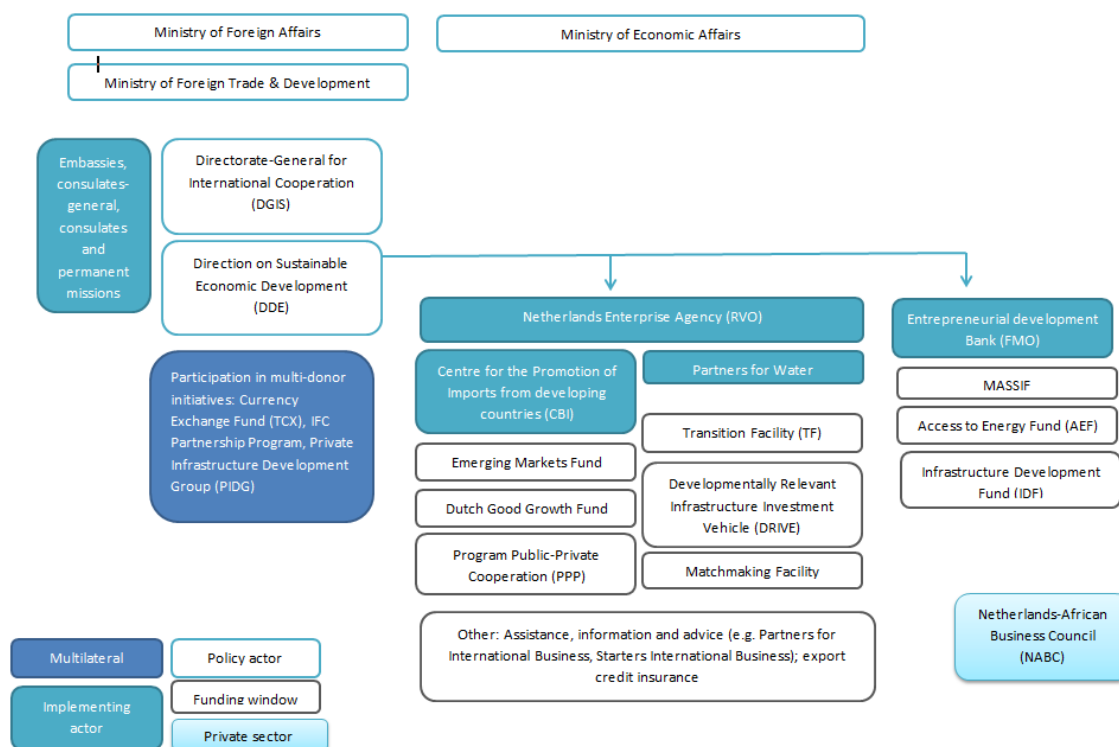 Ministry of Foreign Affairs
Ministry of Economic Affairs
Ministry of Foreign Trade & Development
Embassies,
consulates-
general,
consulates
and
permanent
missions
Directorate-General for
International Cooperation
(DGIS)
Direction on Sustainable
Economic Development
(DDE)
Participation in multi-donor
initiatives: Currency
Exchange Fund (TCX), IFC
Partnership Program, Private
Infrastructure Development
Group (PIDG)
Netherlands Enterprise Agency (RVO)
Centre for the Promotion of
Imports from developing
countries (CBI)
Emerging Markets Fund
Dutch Good Growth Fund
Program Public-Private
Cooperation (PPP)
Partners for Water
Transition Facility (TF)
Developmentally Relevant
Infrastructure Investment
Vehicle (DRIVE)
Matchmaking Facility
Other: Assistance, information and advice (e.g. Partners for
International Business, Starters International Business); export
credit insurance
Entrepreneurial development
Bank (FMO)
MASSIF
Access to Energy Fund (AEF)
Infrastructure Development
Fund (IDF)
Netherlands-African
Business Council
(NABC)
Multilateral
Policy actor
Implementing
actor
Funding window
Private sector